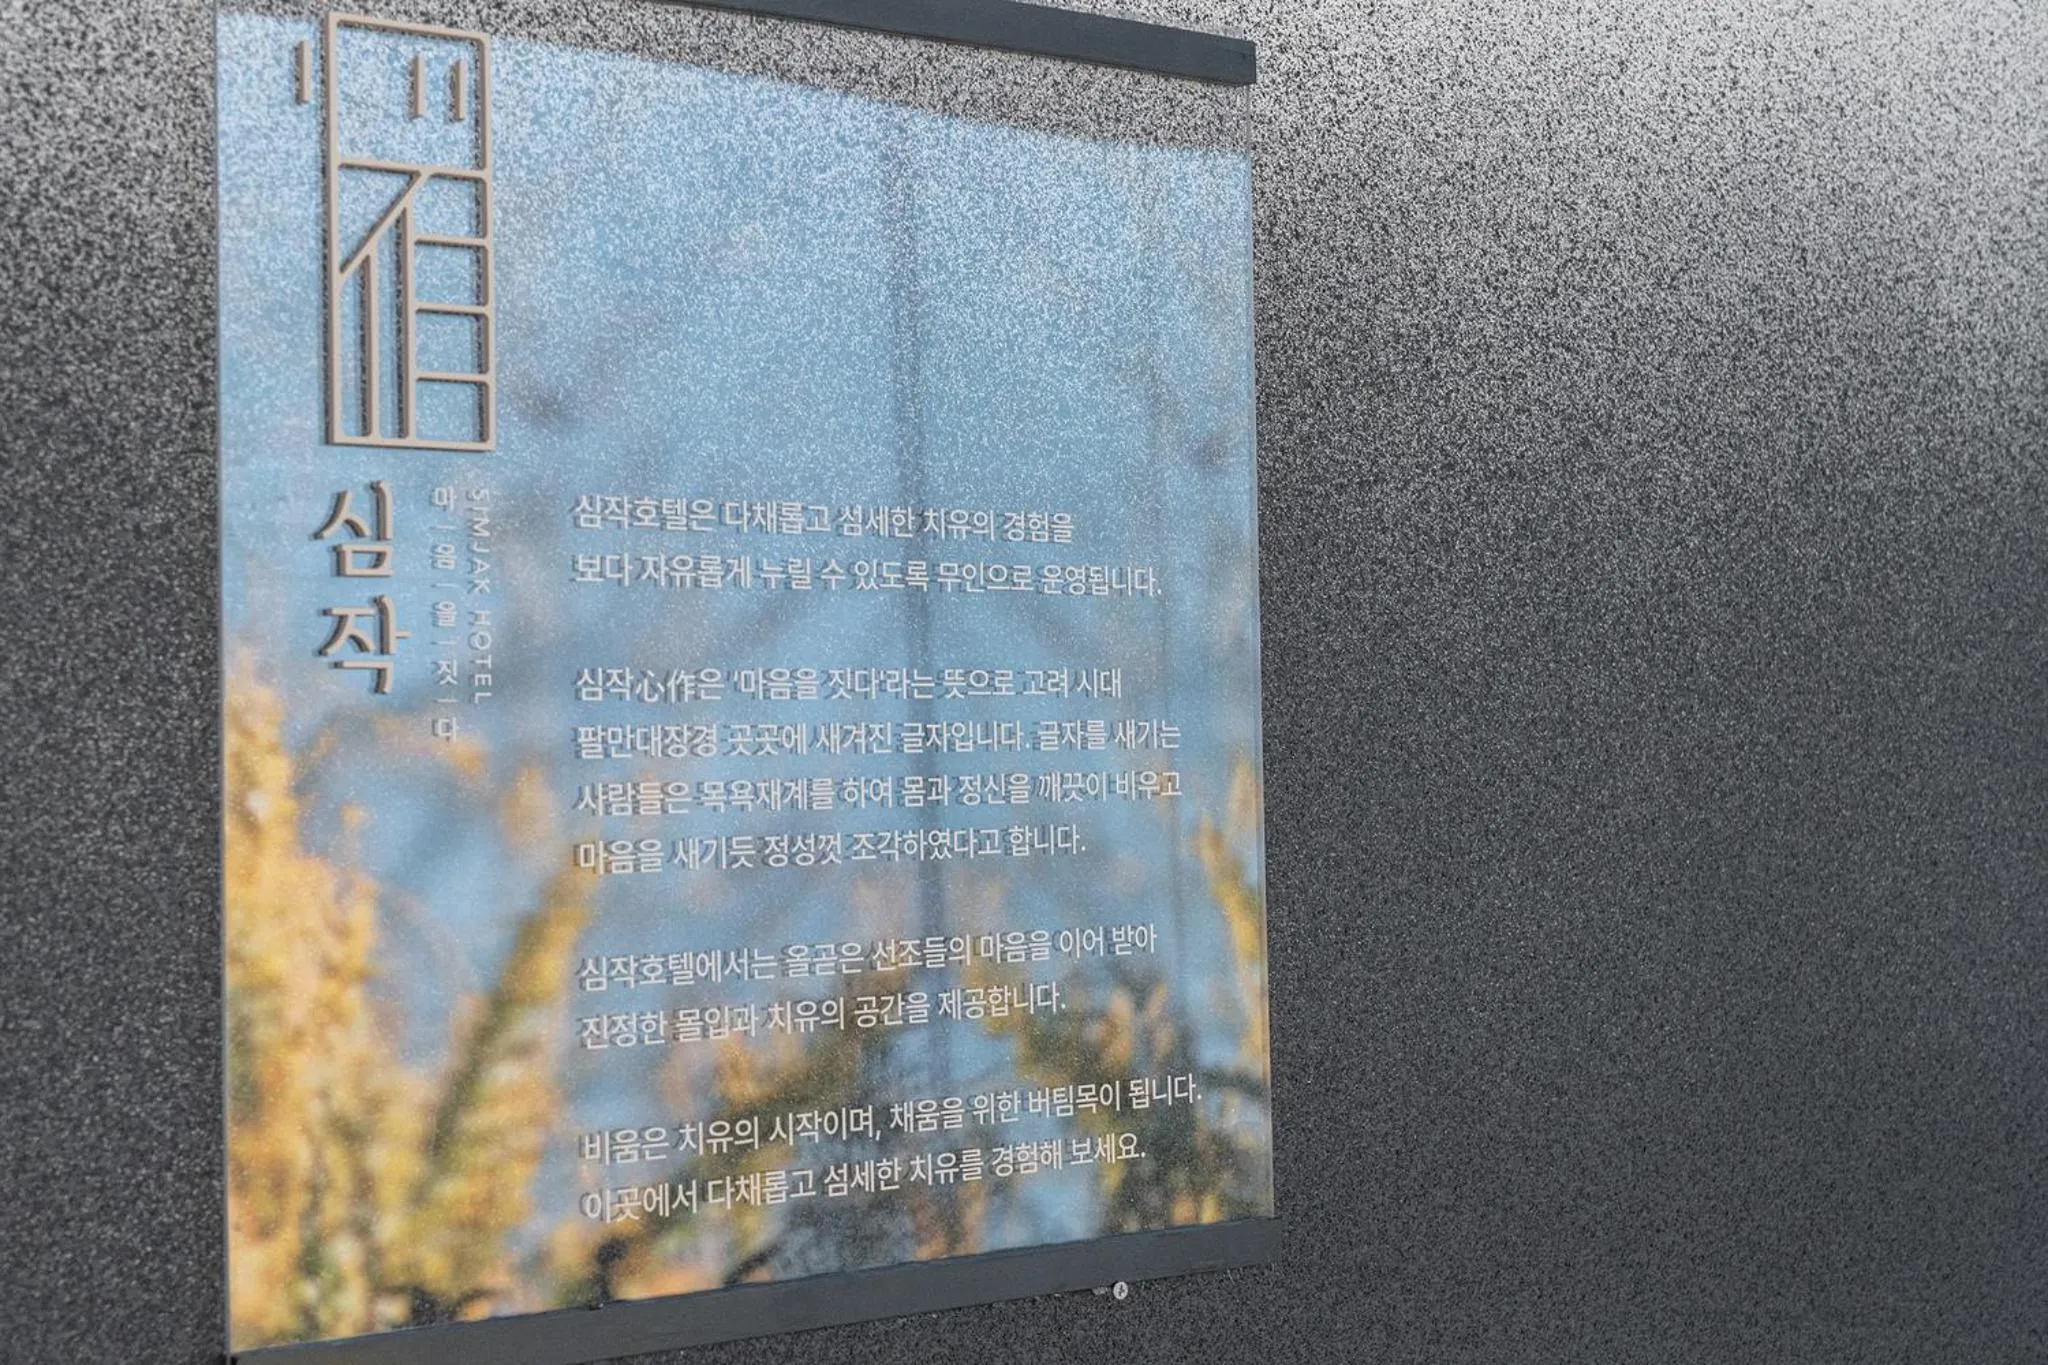 심작
마ㅣ음ㅣ을ㅣ짓ㅣ다
SIMJAK HOTEL
심작호텔은 다채롭고 섬세한 치유의 경험을
보다 자유롭게 누릴 수 있도록 무인으로 운영됩니다.
심작心作은 '마음을 짓다'라는 뜻으로 고려 시대
팔만대장경 곳곳에 새겨진 글자입니다. 글자를 새기는
사람들은 목욕재계를 하여 몸과 정신을 깨끗이 비우고
마음을 새기듯 정성껏 조각하였다고 합니다.
심작호텔에서는 올곧은 선조들의 마음을 이어 받아
진정한 몰입과 치유의 공간을 제공합니다.
비움은 치유의 시작이며, 채움을 위한 버팀목이 됩니다.
이곳에서 다채롭고 섬세한 치유를 경험해 보세요.